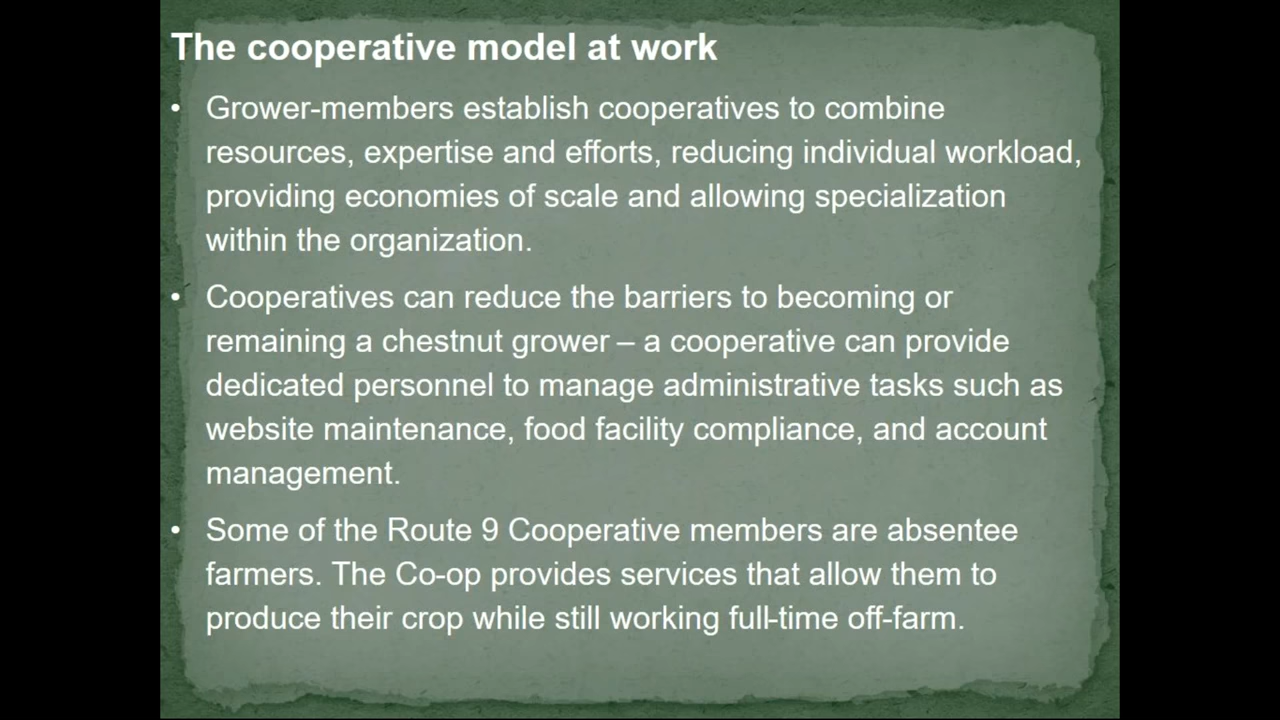 The cooperative model at work
• Grower-members establish cooperatives to combine
resources, expertise and efforts, reducing individual workload,
providing economies of scale and allowing specialization
within the organization.
• Cooperatives can reduce the barriers to becoming or
remaining a chestnut grower – a cooperative can provide
dedicated personnel to manage administrative tasks such as
website maintenance, food facility compliance, and account
management.
• Some of the Route 9 Cooperative members are absentee
farmers. The Co-op provides services that allow them to
produce their crop while still working full-time off-farm.